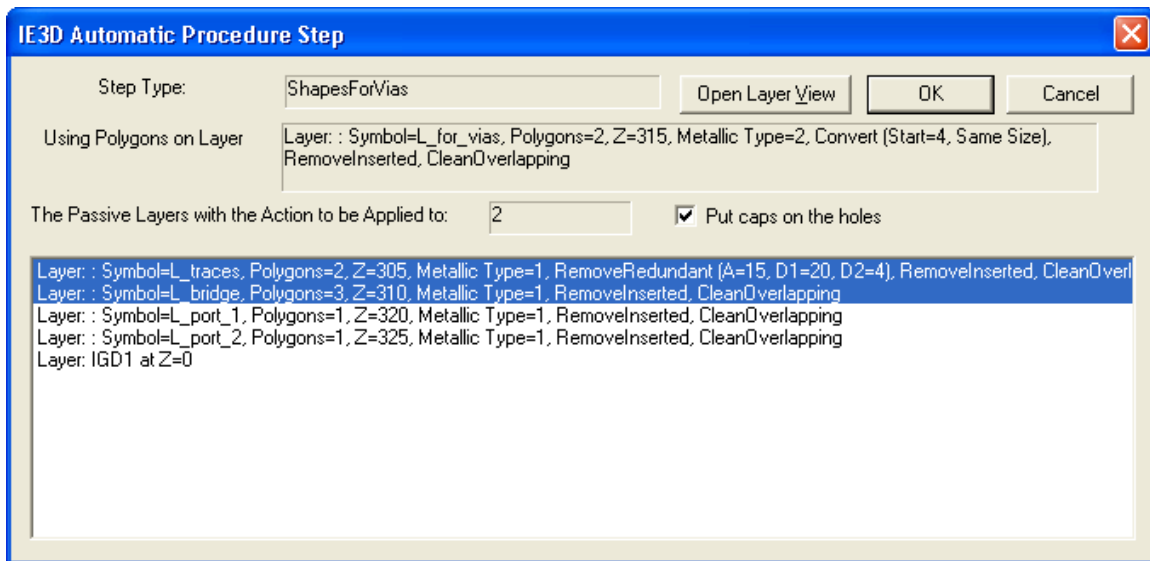 IE3D Automatic Procedure Step
Step Type: ShapesForVias Open Layer View OK Cancel
Using Polygons on Layer Layer: : Symbol=L_for_vias, Polygons=2, Z=315, Metallic Type=2, Convert (Start=4, Same Size),
RemoveInserted, CleanOverlapping
The Passive Layers with the Action to be Applied to: 2 Put caps on the holes
Layer: : Symbol=L_traces, Polygons=2, Z=305, Metallic Type=1, RemoveRedundant (A=15, D1=20, D2=4), RemoveInserted, CleanOverl
Layer: : Symbol=L_bridge, Polygons=3, Z=310, Metallic Type=1, RemoveInserted, CleanOverlapping
Layer: : Symbol=L_port_1, Polygons=1, Z=320, Metallic Type=1, RemoveInserted, CleanOverlapping
Layer: : Symbol=L_port_2, Polygons=1, Z=325, Metallic Type=1, RemoveInserted, CleanOverlapping
Layer: IGD1 at Z=0